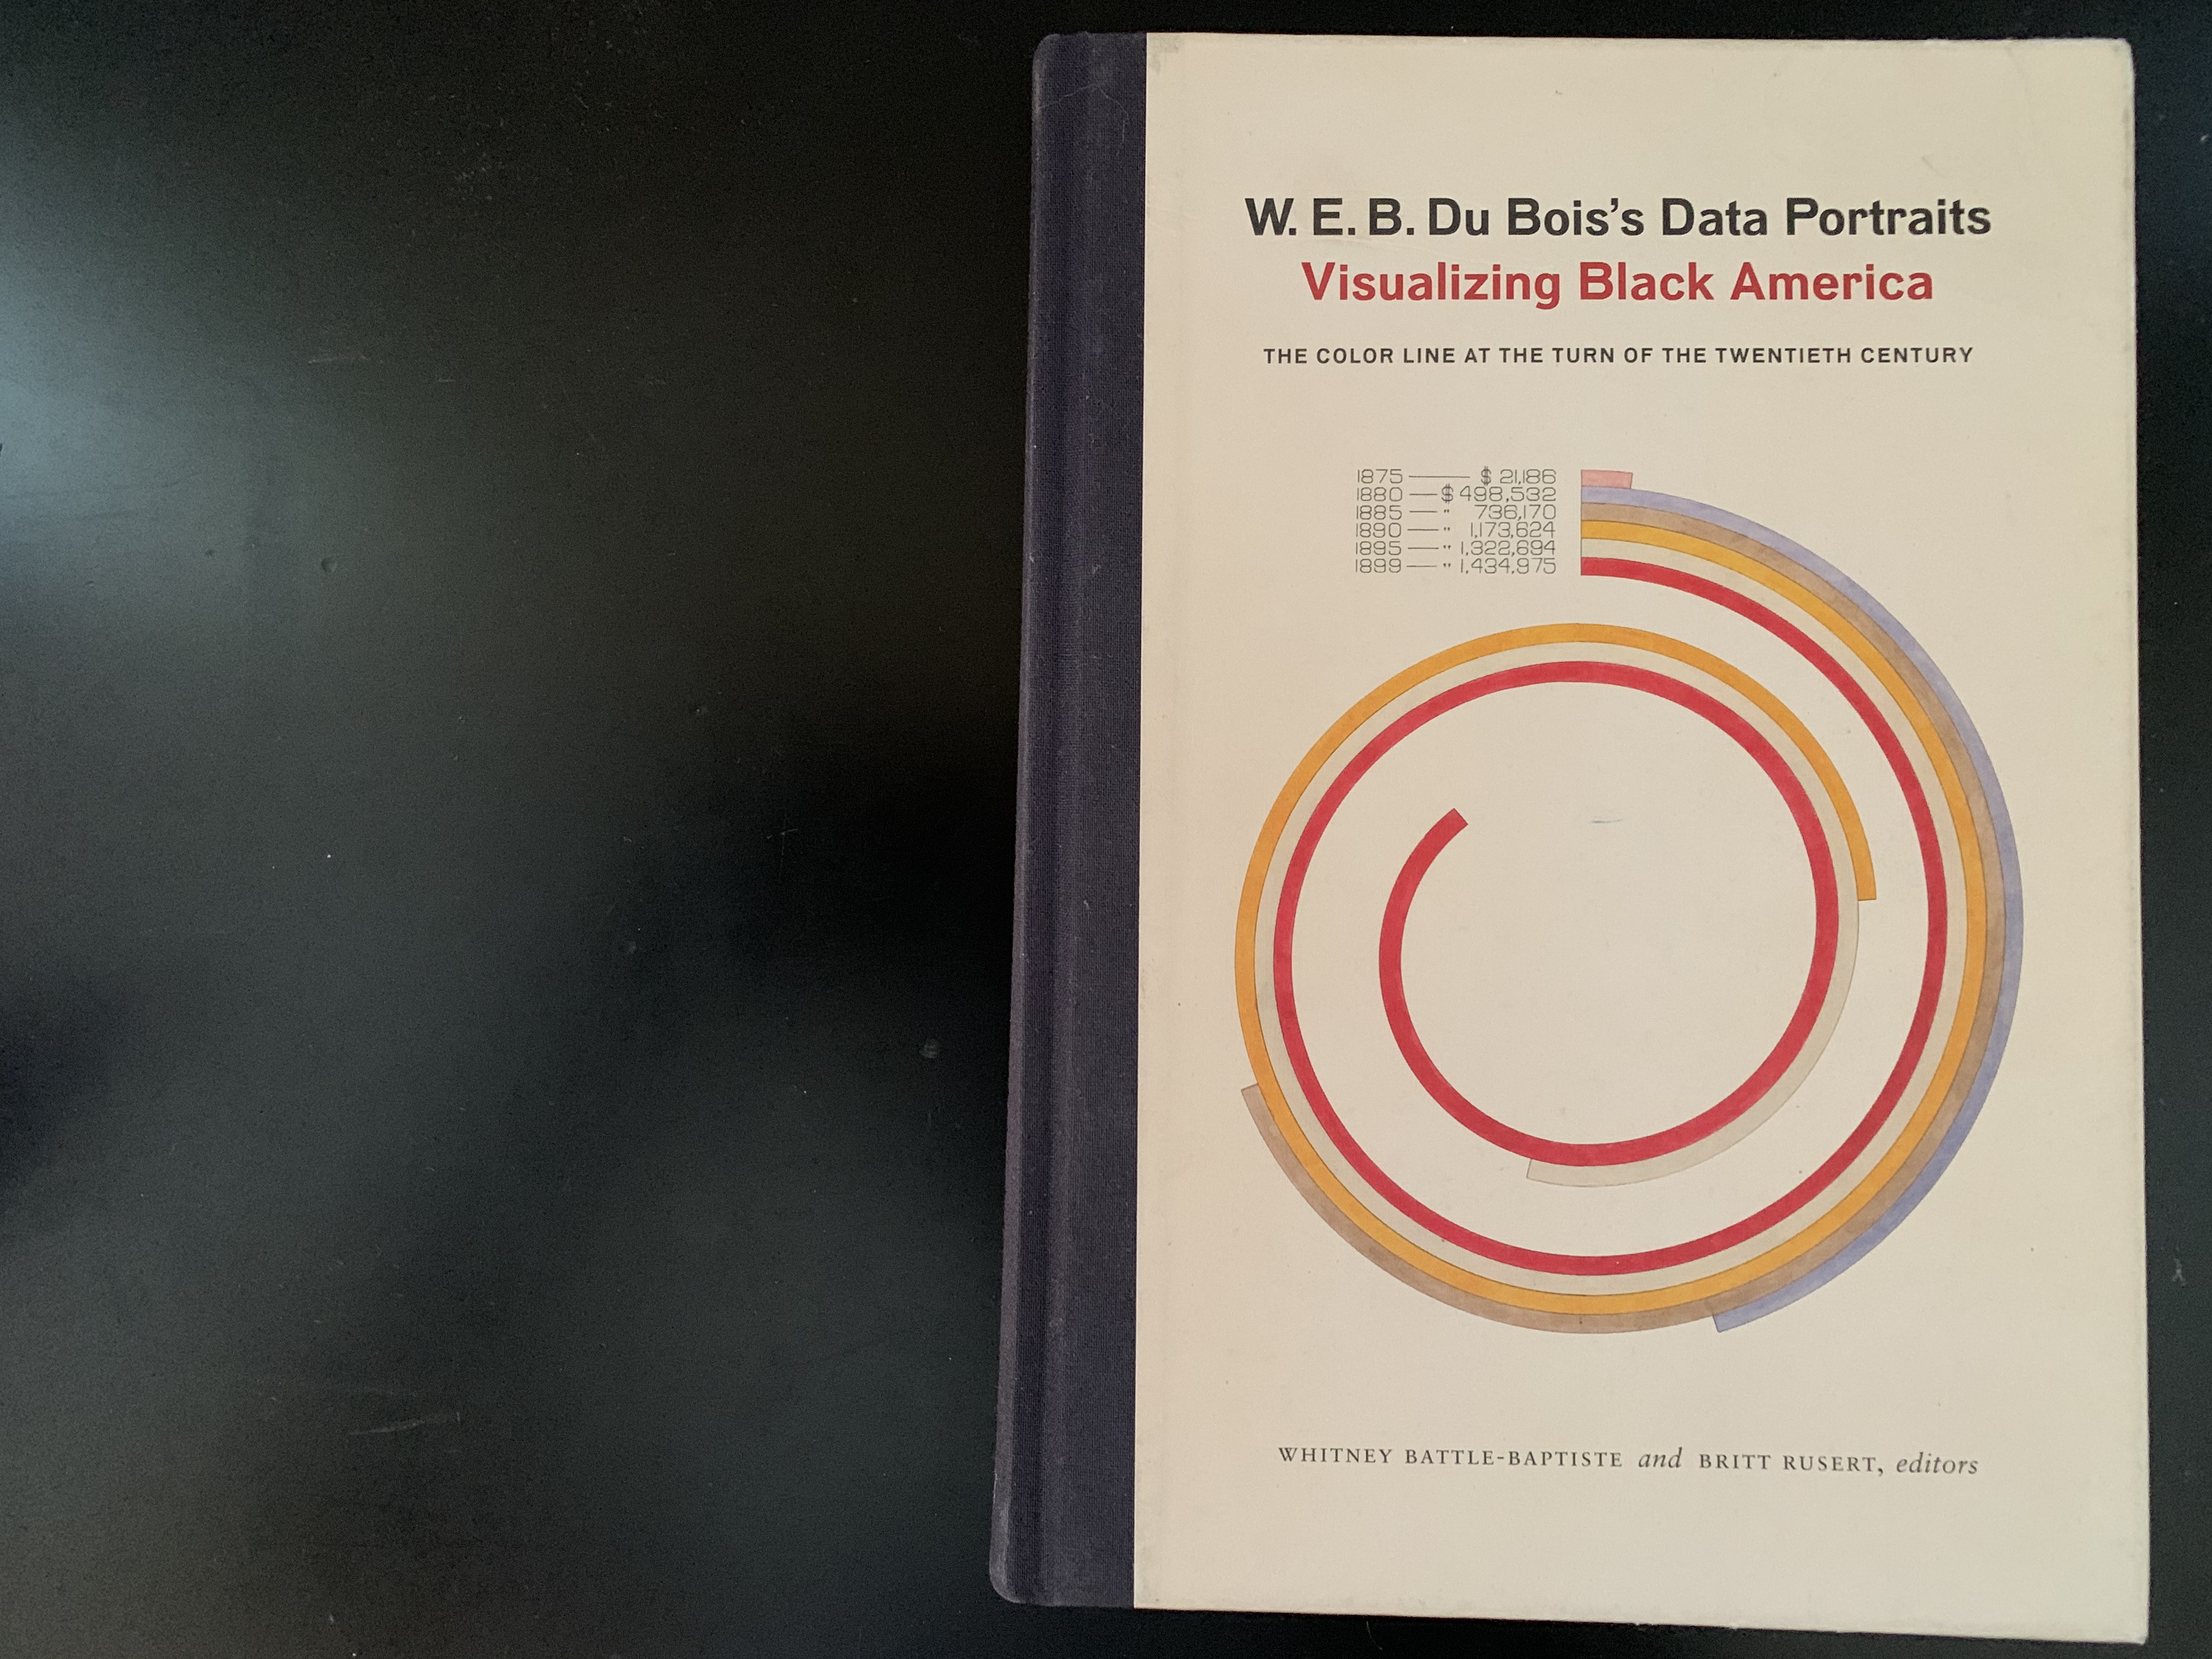 W. E. B. Du Bois's Data Portraits
Visualizing Black America
THE COLOR LINE AT THE TURN OF THE TWENTIETH CENTURY
1875 —— $ 21,186
1880 — $ 498,532
1885 — " 736,170
1890 — " 1,173,624
1895 — " 1,322,694
1899 — " 1,434,975
WHITNEY BATTLE-BAPTISTE and BRITT RUSERT, editors